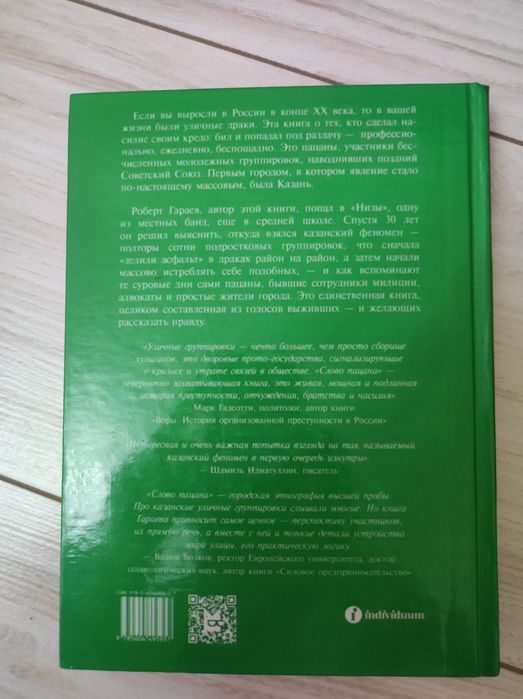 Если вы выросли в России в конце XX века, то в вашей
жизни были уличные драки. Эта книга о тех, кто сделал на-
силие своим кредо: бил и попадал под раздачу — профессио-
нально, ежедневно, беспощадно. Это пацаны, участники бес-
численных молодежных группировок, наводнивших поздний
Советский Союз. Первым городом, в котором явление стало
по-настоящему массовым, была Казань.
Роберт Гараев, автор этой книги, попал в «Низы», одну
из местных банд, еще в средней школе. Спустя 30 лет
он решил выяснить, откуда взялся казанский феномен —
полторы сотни подростковых группировок, что сначала
«делили асфальт» в драках район на район, а затем начали
массово истреблять себе подобных, — и как вспоминают
те суровые дни сами пацаны, бывшие сотрудники милиции,
адвокаты и простые жители города. Это единственная книга,
целиком составленная из голосов выживших — и желающих
рассказать правду.
«Уличные группировки — нечто большее, чем просто сборище
хулиганов, это дворовые прото-государства, сигнализирующие
о кризисе и утрате связей в обществе. «Слово пацана» —
невероятно захватывающая книга, это живая, мощная и подлинная
история преступности, отчуждения, братства и насилия».
— Марк Галеотти, политолог, автор книги
«Воры. История организованной преступности в России»
«Интересная и очень важная попытка взгляда на так называемый
казанский феномен в первую очередь изнутри».
— Шамиль Идиатуллин, писатель
«Слово пацана» — городская этнография высшей пробы.
Про казанские уличные группировки слышали многие. Но книга
Гараева привносит самое ценное — перспективу участников,
их прямую речь, а вместе с ней и тонкие детали устройства
мира улицы, его практическую логику.
— Вадим Волков, ректор Европейского университета, доктор
социологических наук, автор книги «Силовое предпринимательство»
9 785604 495957
i individuum